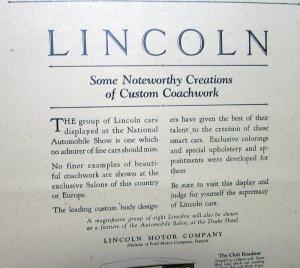 LINCOLN
Some Noteworthy Creations
of Custom Coachwork
THE group of Lincoln cars
displayed at the National
Automobile Show is one which
no admirer of fine cars should miss.
No finer examples of beauti-
ful coachwork are shown at the
exclusive Salons of this country
or Europe.
The leading custom body design-
ers have given the best of their
talent to the creation of these
smart cars. Exclusive colorings
and special upholstery and ap-
pointments were developed for
them
Be sure to visit this display and
judge for yourself the supremacy
of Lincoln cars.
A magnificent group of eight Lincolns will also be shown
as a feature of the Automobile Salon, at the Drake Hotel
LINCOLN MOTOR COMPANY
Division of Ford Motor Company, Detroit
The Club Roadster